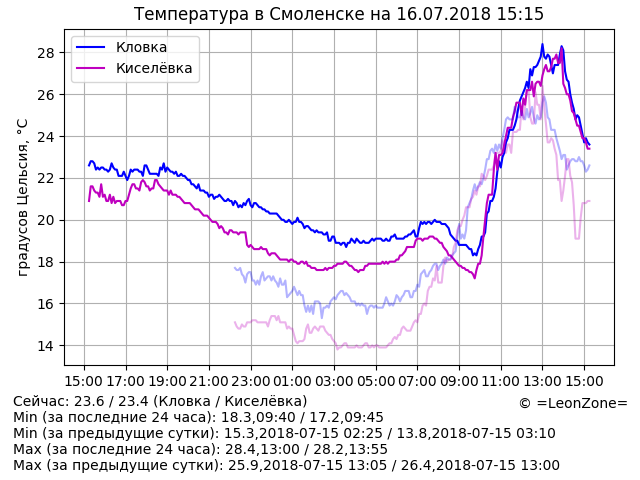 Температура в Смоленске на 16.07.2018 15:15
Кловка
Киселёвка
градусов Цельсия, °C
28
26
24
22
20
18
16
14
15:00 17:00 19:00 21:00 23:00 01:00 03:00 05:00 07:00 09:00 11:00 13:00 15:00
Сейчас: 23.6 / 23.4 (Кловка / Киселёвка)
© =LeonZone=
Min (за последние 24 часа): 18.3,09:40 / 17.2,09:45
Min (за предыдущие сутки): 15.3,2018-07-15 02:25 / 13.8,2018-07-15 03:10
Max (за последние 24 часа): 28.4,13:00 / 28.2,13:55
Max (за предыдущие сутки): 25.9,2018-07-15 13:05 / 26.4,2018-07-15 13:00